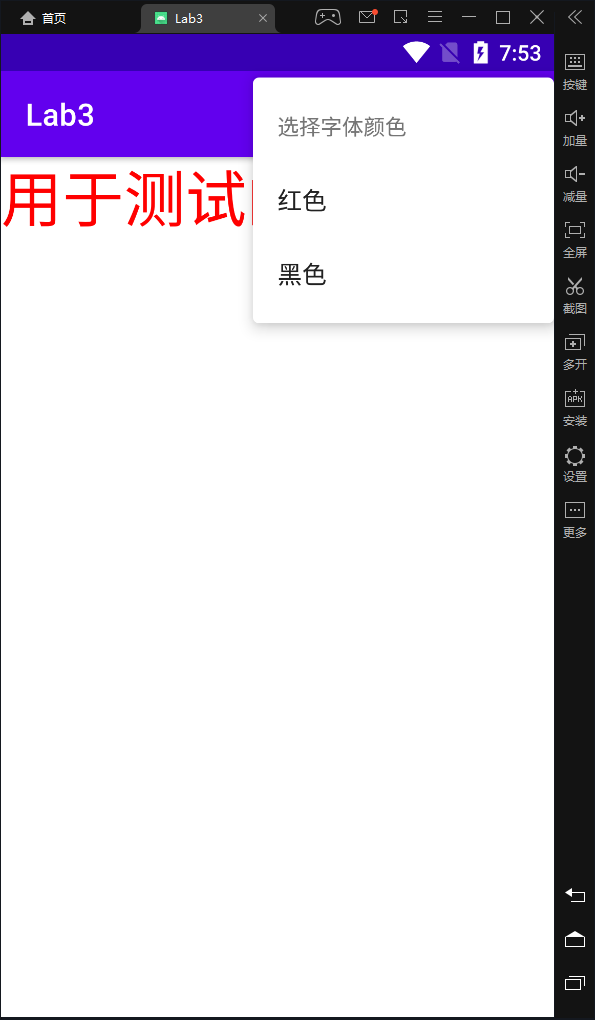 首页
Lab3
7:53
Lab3
选择字体颜色
用于测试
红色
黑色
按键
加量
减量
全屏
截图
多开
APK
安装
设置
更多